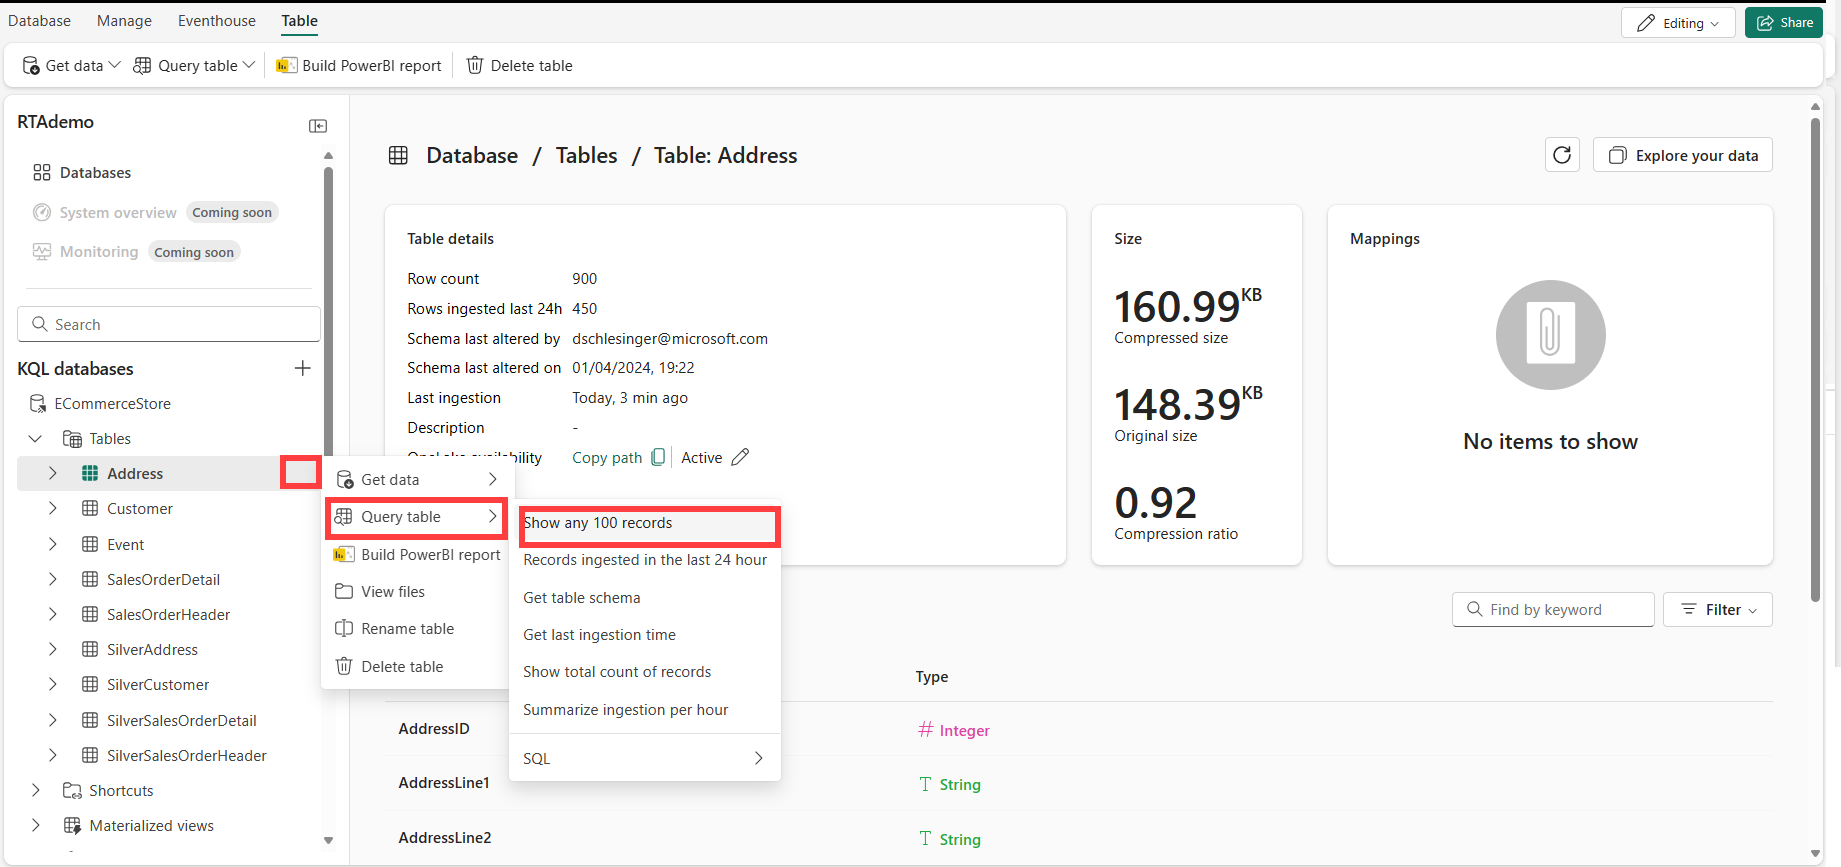 Database Manage Eventhouse Table
Editing
Share
Get data Query table Build PowerBI report Delete table
RTAdemo
Databases
System overview Coming soon
Monitoring Coming soon
Search
KQL databases
ECommerceStore
Tables
Address
Customer
Event
SalesOrderDetail
SalesOrderHeader
SilverAddress
SilverCustomer
SilverSalesOrderDetail
SilverSalesOrderHeader
Shortcuts
Materialized views
Get data
Query table
Build PowerBI report
View files
Rename table
Delete table
Show any 100 records
Records ingested in the last 24 hour
Get table schema
Get last ingestion time
Show total count of records
Summarize ingestion per hour
SQL
Database / Tables / Table: Address
Explore your data
Table details
Row count 900
Rows ingested last 24h 450
Schema last altered by dschlesinger@microsoft.com
Schema last altered on 01/04/2024, 19:22
Last ingestion Today, 3 min ago
Description -
Copy path Active
Size
160.99 KB
Compressed size
148.39 KB
Original size
0.92
Compression ratio
Mappings
No items to show
Find by keyword
Filter
Type
AddressID Integer
AddressLine1 String
AddressLine2 String